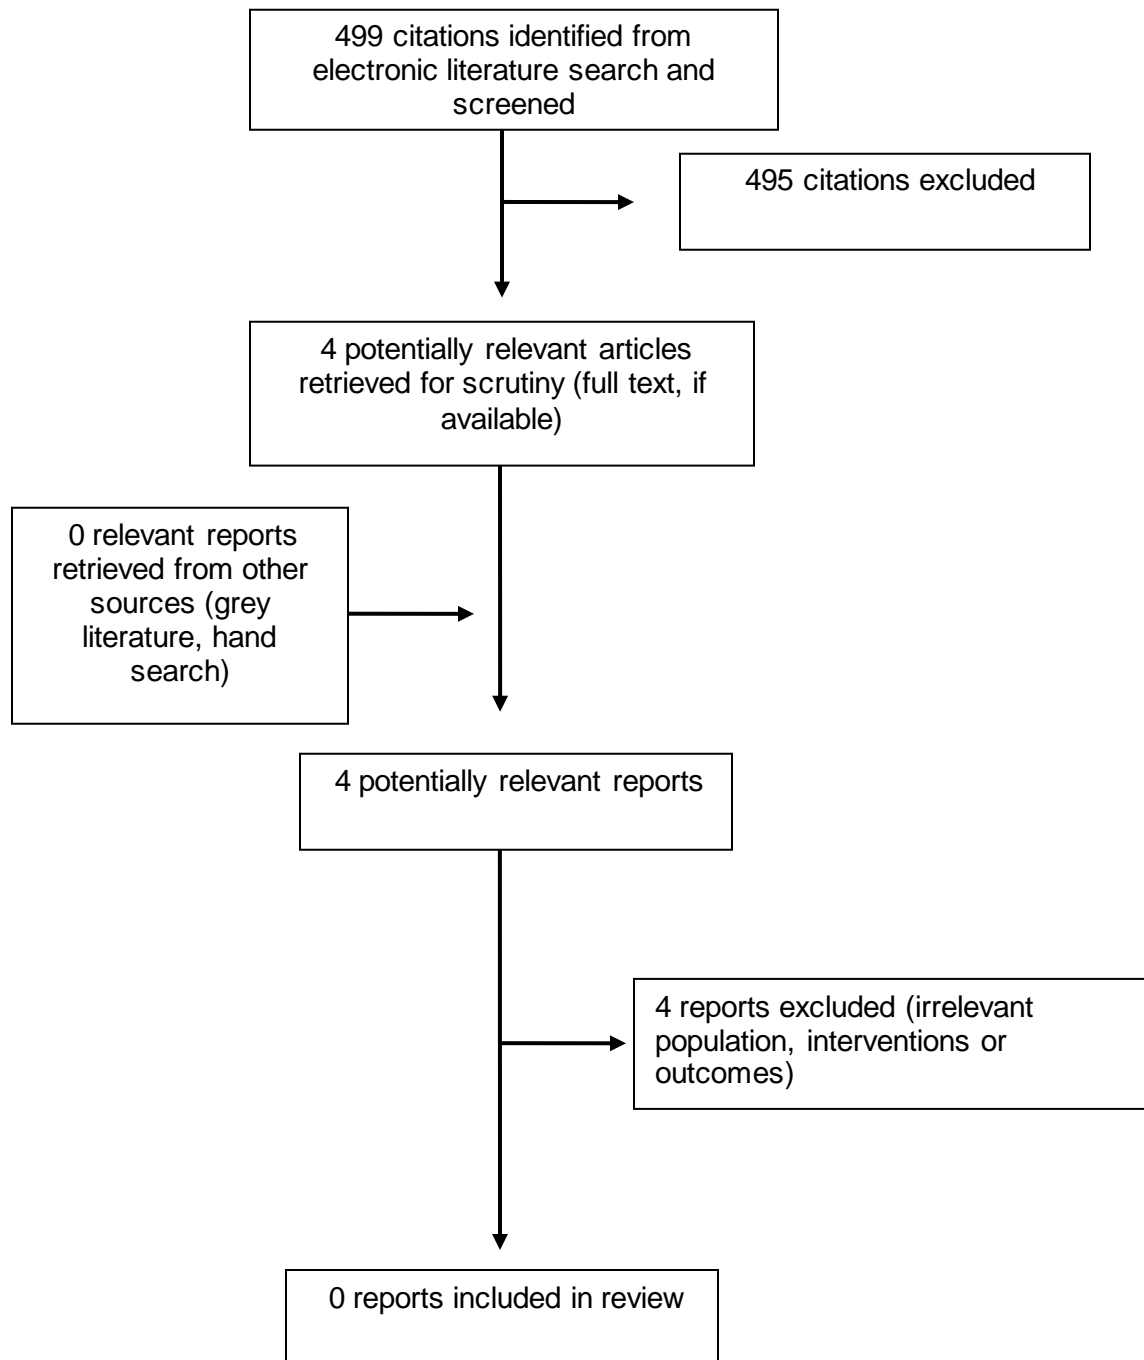 499 citations identified from
electronic literature search and
screened
495 citations excluded
4 potentially relevant articles
retrieved for scrutiny (full text, if
available)
0 relevant reports
retrieved from other
sources (grey
literature, hand
search)
4 potentially relevant reports
4 reports excluded (irrelevant
population, interventions or
outcomes)
0 reports included in review